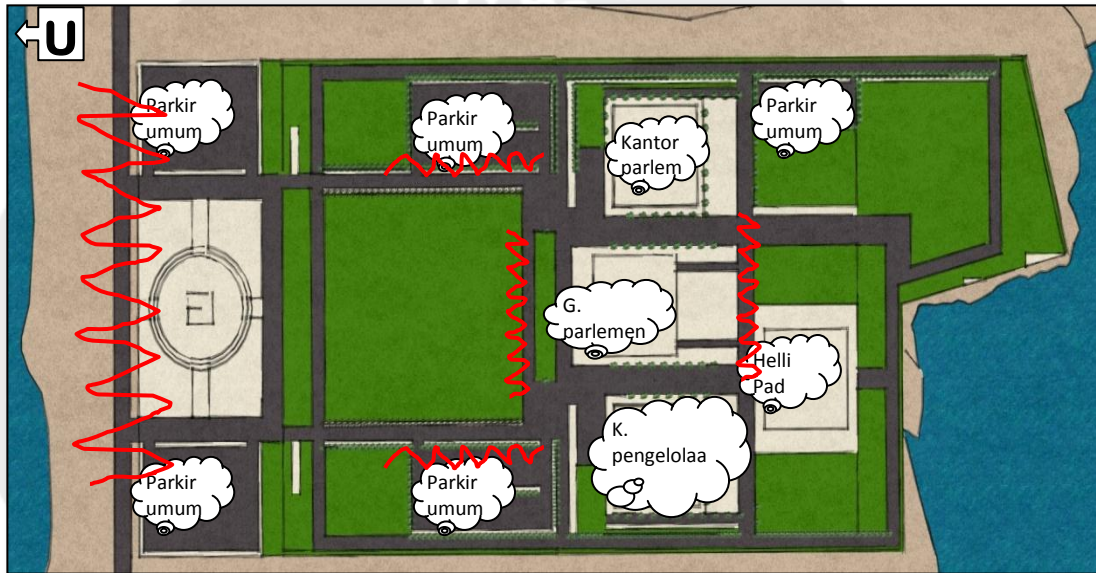 U
Parkir
umum
Parkir
umum
Kantor
parlem
Parkir
umum
G.
parlemen
Helli
Pad
K.
pengelolaa
Parkir
umum
Parkir
umum